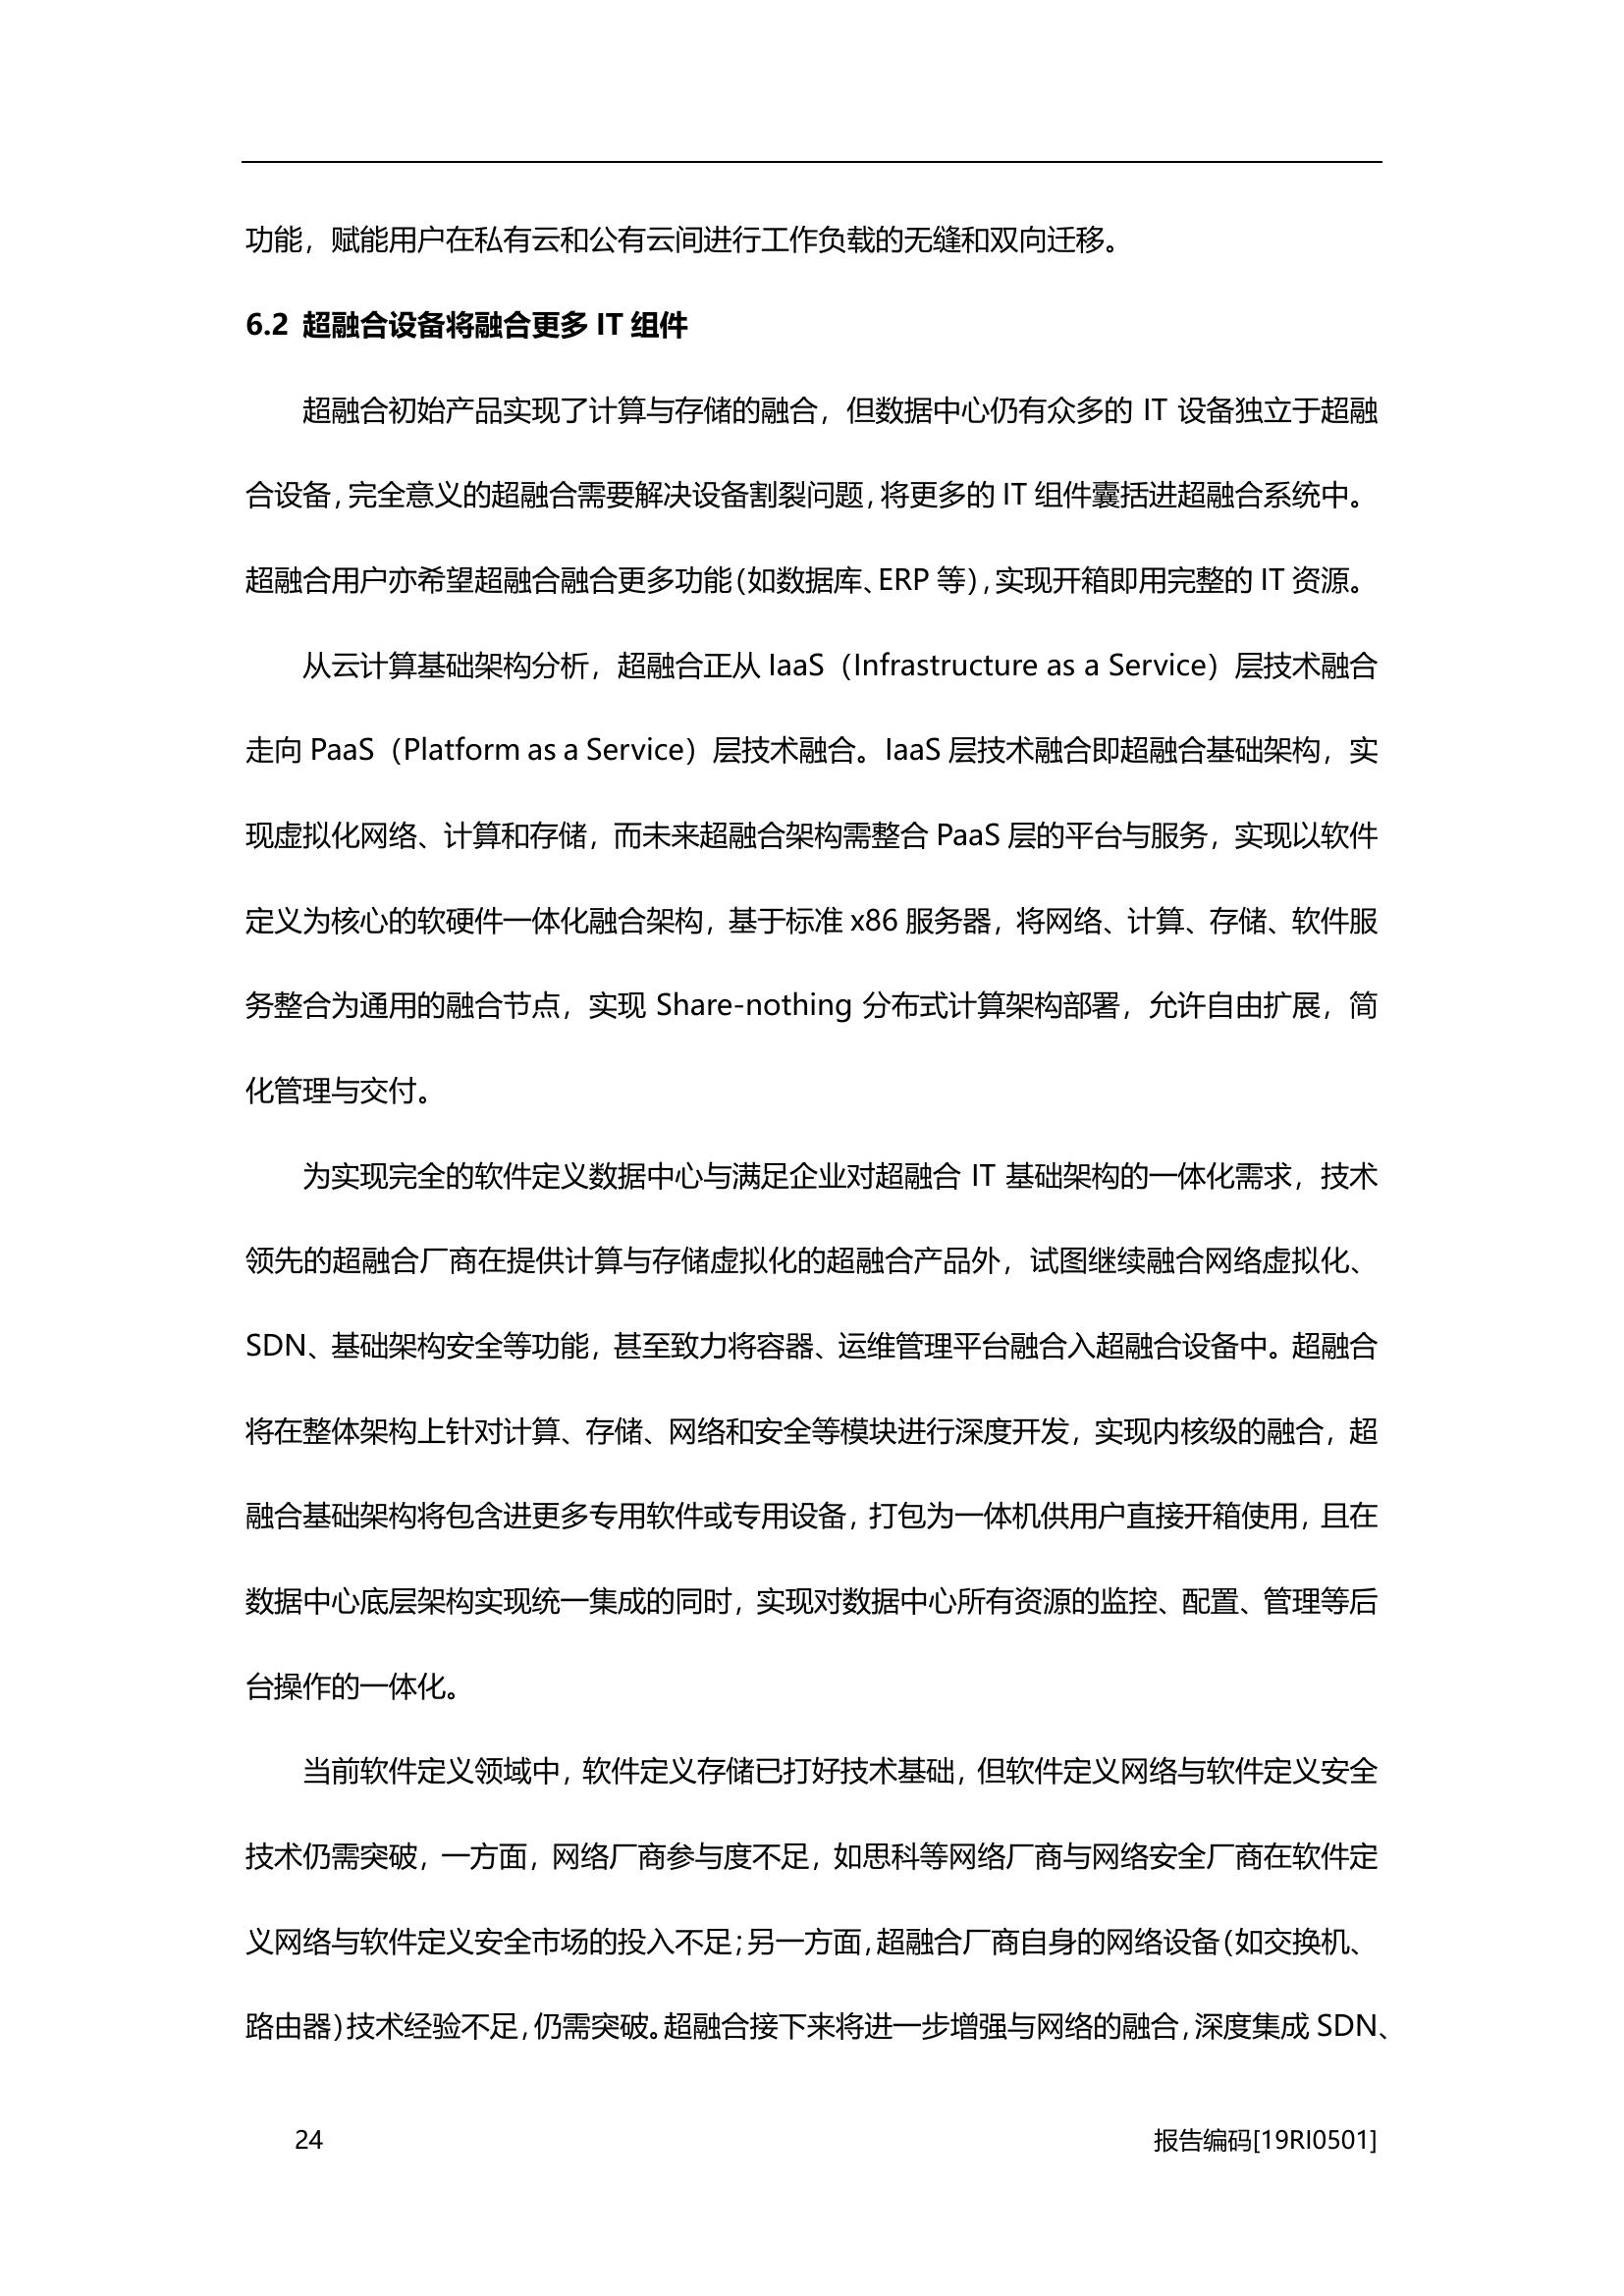 功能，赋能用户在私有云和公有云间进行工作负载的无缝和双向迁移。
6.2 超融合设备将融合更多 IT 组件
超融合初始产品实现了计算与存储的融合，但数据中心仍有众多的 IT 设备独立于超融
合设备，完全意义的超融合需要解决设备割裂问题，将更多的 IT 组件囊括进超融合系统中。
超融合用户亦希望超融合融合更多功能（如数据库、ERP 等），实现开箱即用完整的 IT 资源。
从云计算基础架构分析，超融合正从 IaaS（Infrastructure as a Service）层技术融合
走向 PaaS（Platform as a Service）层技术融合。IaaS 层技术融合即超融合基础架构，实
现虚拟化网络、计算和存储，而未来超融合架构需整合 PaaS 层的平台与服务，实现以软件
定义为核心的软硬件一体化融合架构，基于标准 x86 服务器，将网络、计算、存储、软件服
务整合为通用的融合节点，实现 Share-nothing 分布式计算架构部署，允许自由扩展，简
化管理与交付。
为实现完全的软件定义数据中心与满足企业对超融合 IT 基础架构的一体化需求，技术
领先的超融合厂商在提供计算与存储虚拟化的超融合产品外，试图继续融合网络虚拟化、
SDN、基础架构安全等功能，甚至致力将容器、运维管理平台融合入超融合设备中。超融合
将在整体架构上针对计算、存储、网络和安全等模块进行深度开发，实现内核级的融合，超
融合基础架构将包含进更多专用软件或专用设备，打包为一体机供用户直接开箱使用，且在
数据中心底层架构实现统一集成的同时，实现对数据中心所有资源的监控、配置、管理等后
台操作的一体化。
当前软件定义领域中，软件定义存储已打好技术基础，但软件定义网络与软件定义安全
技术仍需突破，一方面，网络厂商参与度不足，如思科等网络厂商与网络安全厂商在软件定
义网络与软件定义安全市场的投入不足；另一方面，超融合厂商自身的网络设备（如交换机、
路由器）技术经验不足，仍需突破。超融合接下来将进一步增强与网络的融合，深度集成 SDN、
24 报告编码[19RI0501]